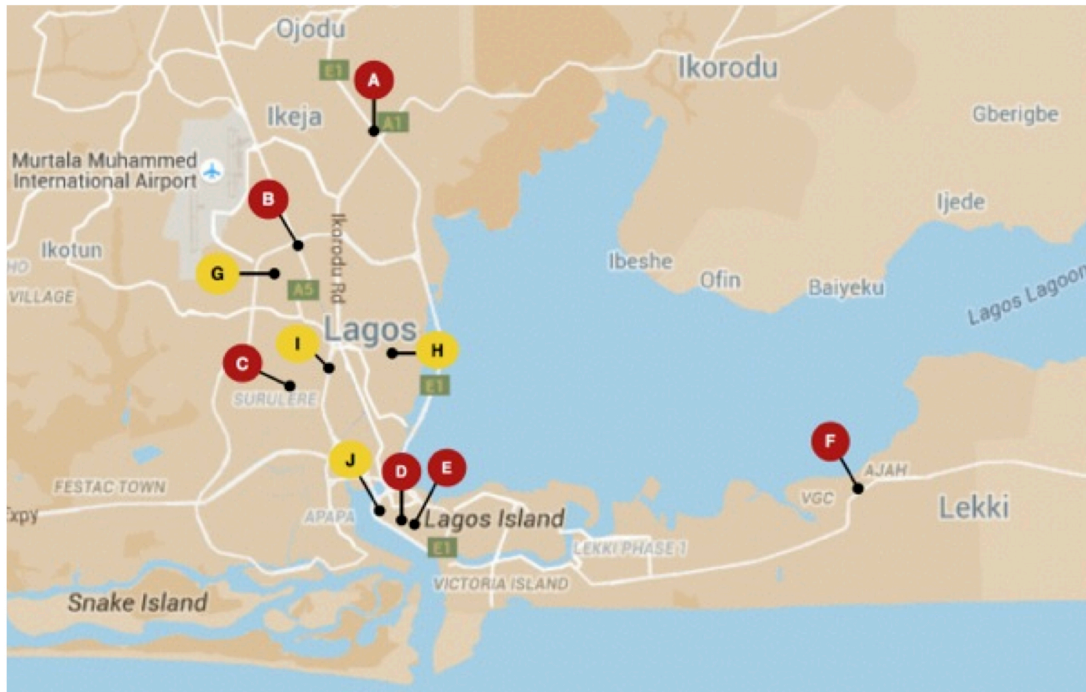 Ojodu
E1
A
Ikorodu
Ikeja
A1
Gberigbe
Murtala Muhammed
International Airport
B
Ijede
Ikorodu Rd
Ikotun
G
Ibeshe
Ofin
HO
VILLAGE
A5
Baiyeku
Lagos Lagoon
Lagos
I
H
C
E1
SURULERE
F
J
D
E
AJAH
FESTAC TOWN
VGC
Expy
APAPA
Lagos Island
Lekki
E1
LEKKI PHASE 1
VICTORIA ISLAND
Snake Island